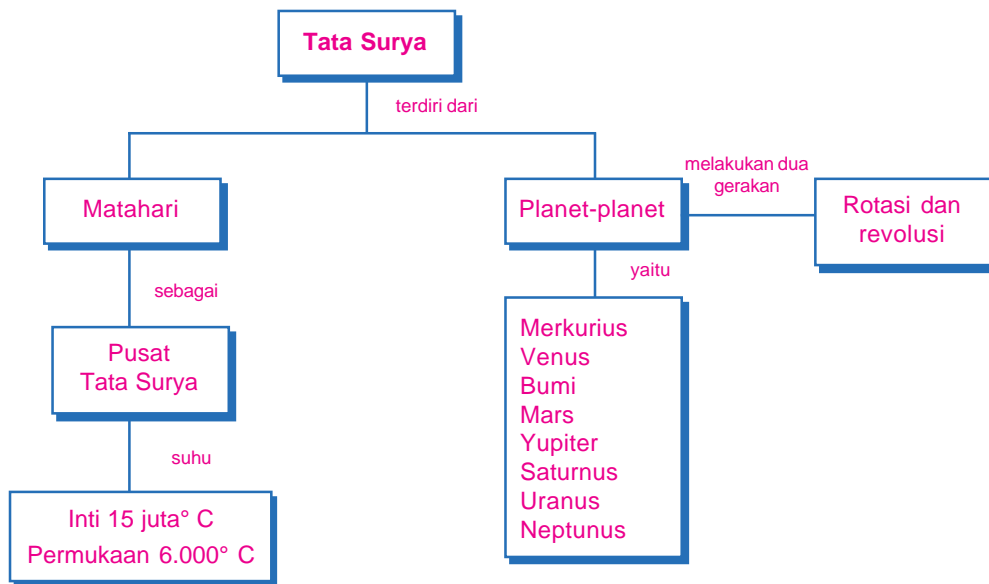 Tata Surya
terdiri dari
Matahari
Planet-planet
melakukan dua
gerakan
Rotasi dan
revolusi
sebagai
yaitu
Pusat
Tata Surya
Merkurius
Venus
Bumi
Mars
Yupiter
Saturnus
Uranus
Neptunus
suhu
Inti 15 juta° C
Permukaan 6.000° C